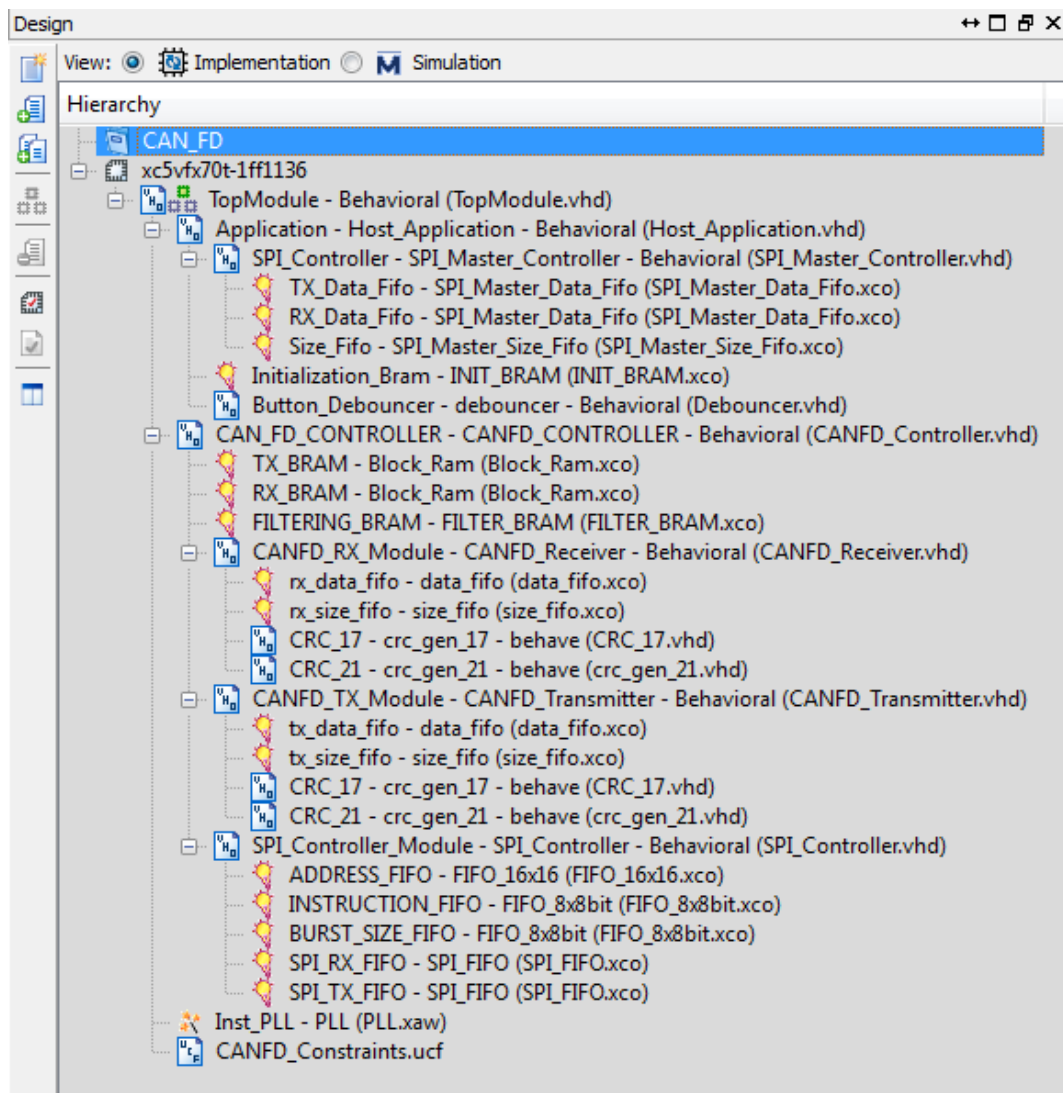 Design
View: Implementation Simulation
Hierarchy
CAN_FD
xc5vfx70t-1ff1136
TopModule - Behavioral (TopModule.vhd)
Application - Host_Application - Behavioral (Host_Application.vhd)
SPI_Controller - SPI_Master_Controller - Behavioral (SPI_Master_Controller.vhd)
TX_Data_Fifo - SPI_Master_Data_Fifo (SPI_Master_Data_Fifo.xco)
RX_Data_Fifo - SPI_Master_Data_Fifo (SPI_Master_Data_Fifo.xco)
Size_Fifo - SPI_Master_Size_Fifo (SPI_Master_Size_Fifo.xco)
Initialization_Bram - INIT_BRAM (INIT_BRAM.xco)
Button_Debouncer - debouncer - Behavioral (Debouncer.vhd)
CAN_FD_CONTROLLER - CANFD_CONTROLLER - Behavioral (CANFD_Controller.vhd)
TX_BRAM - Block_Ram (Block_Ram.xco)
RX_BRAM - Block_Ram (Block_Ram.xco)
FILTERING_BRAM - FILTER_BRAM (FILTER_BRAM.xco)
CANFD_RX_Module - CANFD_Receiver - Behavioral (CANFD_Receiver.vhd)
rx_data_fifo - data_fifo (data_fifo.xco)
rx_size_fifo - size_fifo (size_fifo.xco)
CRC_17 - crc_gen_17 - behave (CRC_17.vhd)
CRC_21 - crc_gen_21 - behave (crc_gen_21.vhd)
CANFD_TX_Module - CANFD_Transmitter - Behavioral (CANFD_Transmitter.vhd)
tx_data_fifo - data_fifo (data_fifo.xco)
tx_size_fifo - size_fifo (size_fifo.xco)
CRC_17 - crc_gen_17 - behave (CRC_17.vhd)
CRC_21 - crc_gen_21 - behave (crc_gen_21.vhd)
SPI_Controller_Module - SPI_Controller - Behavioral (SPI_Controller.vhd)
ADDRESS_FIFO - FIFO_16x16 (FIFO_16x16.xco)
INSTRUCTION_FIFO - FIFO_8x8bit (FIFO_8x8bit.xco)
BURST_SIZE_FIFO - FIFO_8x8bit (FIFO_8x8bit.xco)
SPI_RX_FIFO - SPI_FIFO (SPI_FIFO.xco)
SPI_TX_FIFO - SPI_FIFO (SPI_FIFO.xco)
Inst_PLL - PLL (PLL.xaw)
CANFD_Constraints.ucf